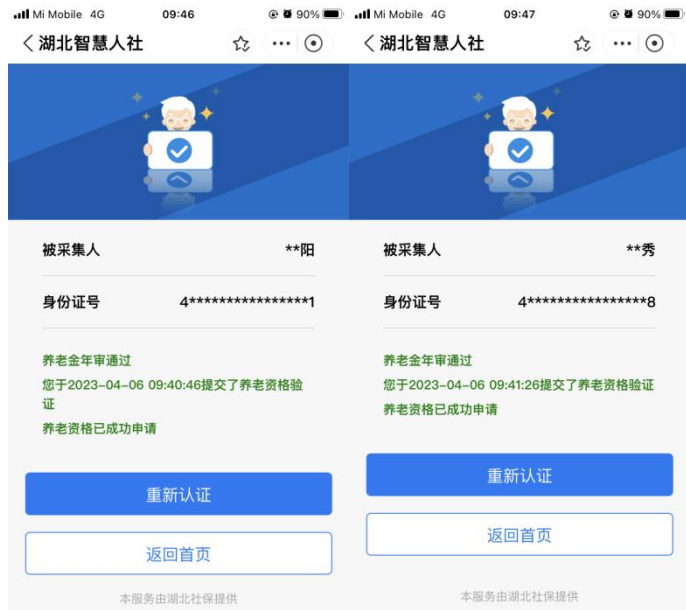 Mi Mobile 4G
09:46
90%
湖北智慧人社
被采集人
**阳
身份证号
4****************1
养老金年审通过
您于2023-04-06 09:40:46提交了养老资格验
证
养老资格已成功申请
重新认证
返回首页
本服务由湖北社保提供
Mi Mobile 4G
09:47
90%
湖北智慧人社
被采集人
**秀
身份证号
4****************8
养老金年审通过
您于2023-04-06 09:41:26提交了养老资格验证
养老资格已成功申请
重新认证
返回首页
本服务由湖北社保提供